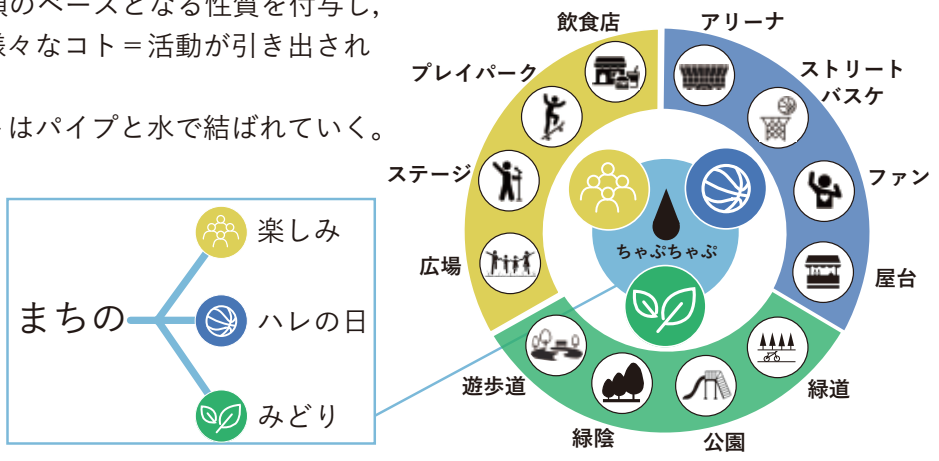 のベースとなる性質を付与し,
々なコト＝活動が引き出され
はパイプと水で結ばれていく。
まちの
楽しみ
ハレの日
みどり
飲食店
アリーナ
プレイパーク
ストリート
バスケ
ステージ
ファン
広場
屋台
ちゃぷちゃぷ
遊歩道
緑道
緑陰
公園